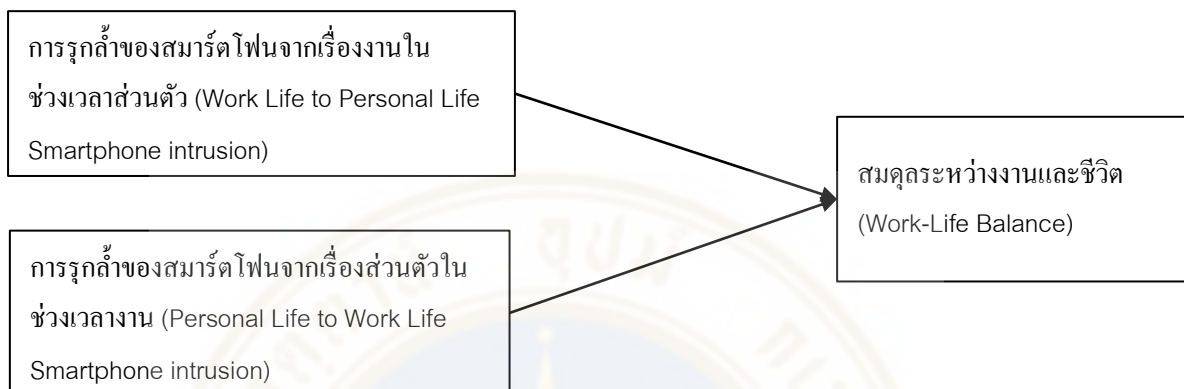 การรุกล้ำของสมาร์ตโฟนจากเรื่องงานใน
ช่วงเวลาส่วนตัว (Work Life to Personal Life
Smartphone intrusion)
การรุกล้ำของสมาร์ตโฟนจากเรื่องส่วนตัวใน
ช่วงเวลางาน (Personal Life to Work Life
Smartphone intrusion)
สมดุลระหว่างงานและชีวิต
(Work-Life Balance)